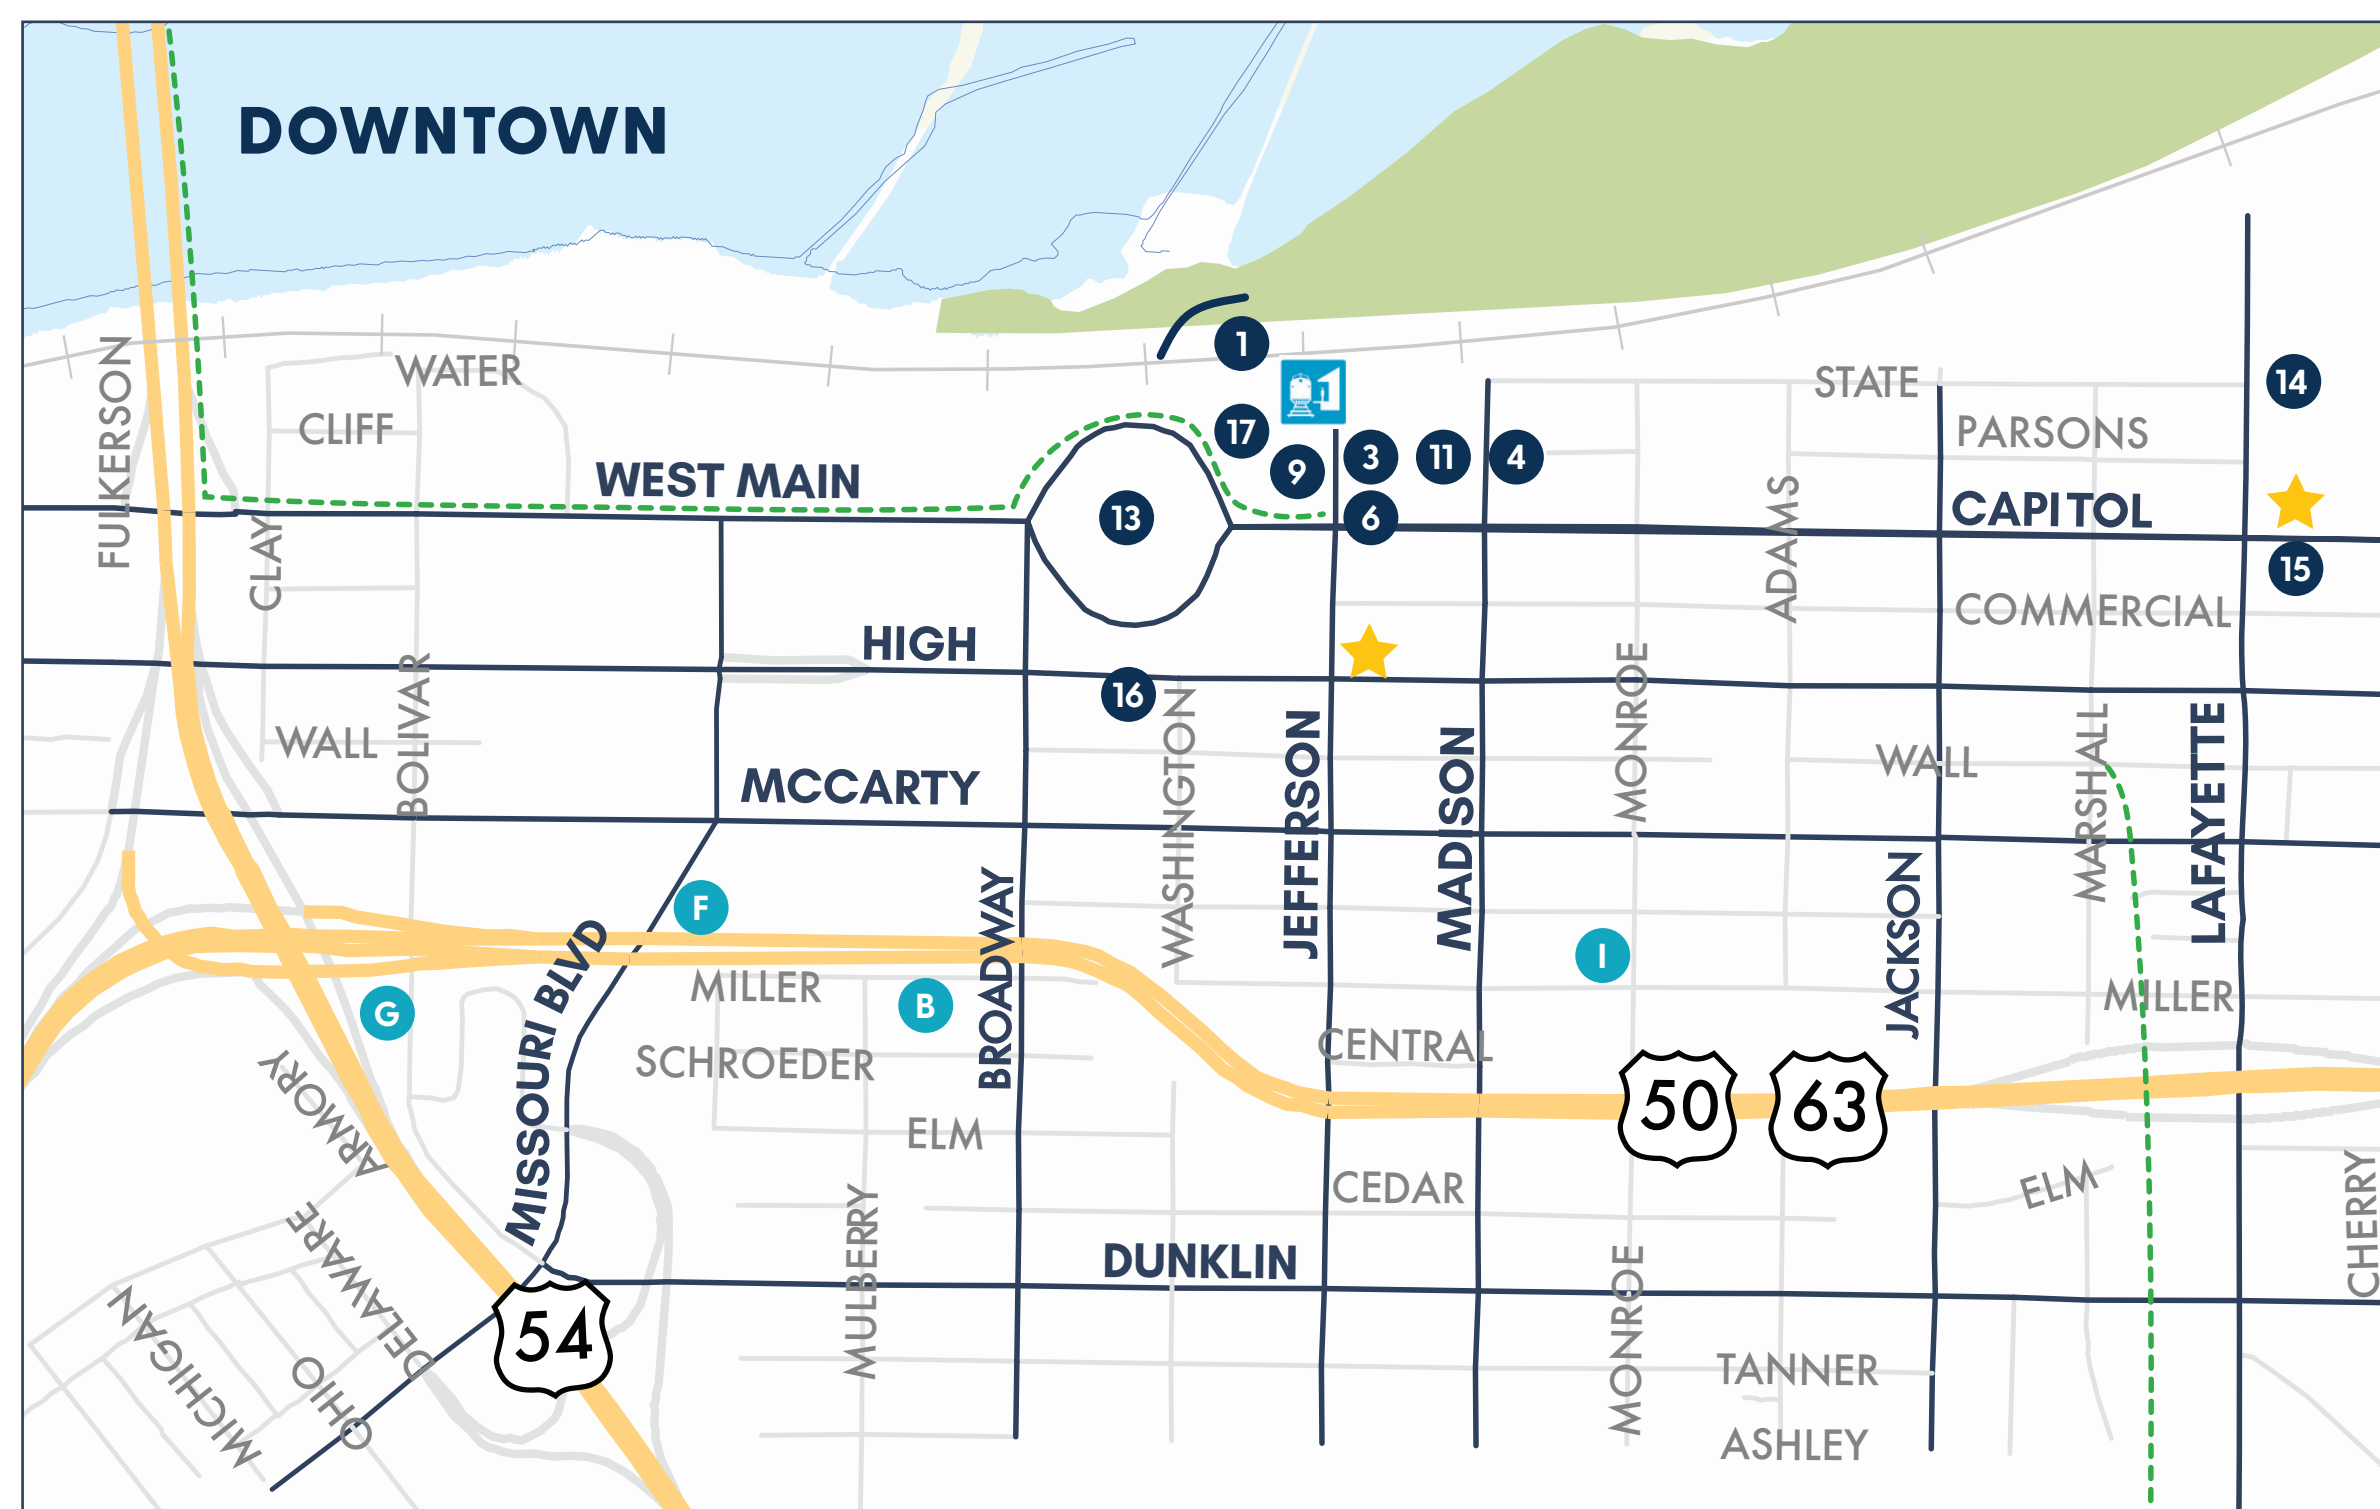 DOWNTOWN
1
WATER
STATE
14
CLIFF
17
3
11
4
PARSONS
FULKERSON
WEST MAIN
9
13
6
ADAMS
CAPITOL
CLAY
15
COMMERCIAL
HIGH
16
WALL
BOLIVAR
WASHINGTON
JEFFERSON
MADISON
MONROE
WALL
MARSHALL
LAFAYETTE
MCCARTY
F
BROADWAY
I
JACKSON
G
MISSOURI BLVD
MILLER
B
MILLER
SCHROEDER
CENTRAL
ARMORY
50
63
ELM
CEDAR
ELM
CHERRY
DELAWARE
MULBERRY
DUNKLIN
MONROE
54
MICHIGAN
OHIO
TANNER
ASHLEY